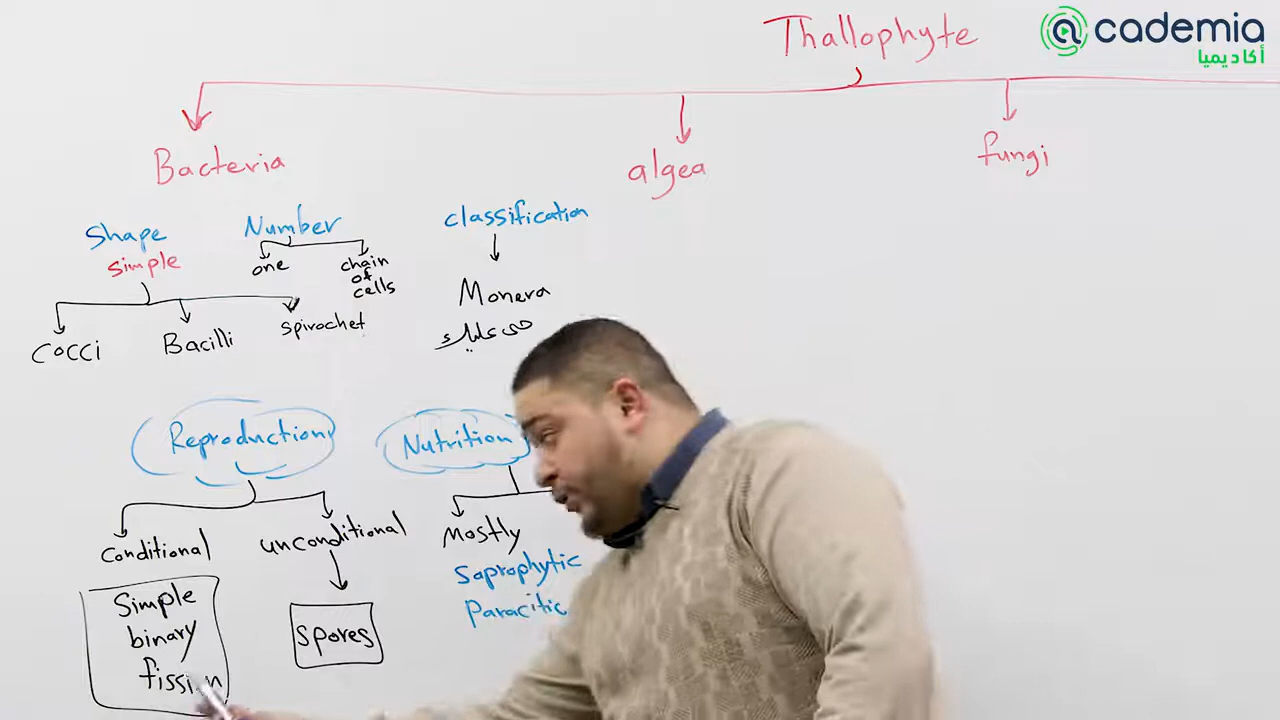 Thallophyte
@cademia
أكاديميا
Bacteria
algea
fungi
Shape
simple
Cocci
Bacilli
spirochet
Number
one
chain
of
cells
classification
Monera
Reproduction
conditional
Simple
binary
fission
unconditional
spores
Nutrition
Mostly
Saprophytic
Paracitic